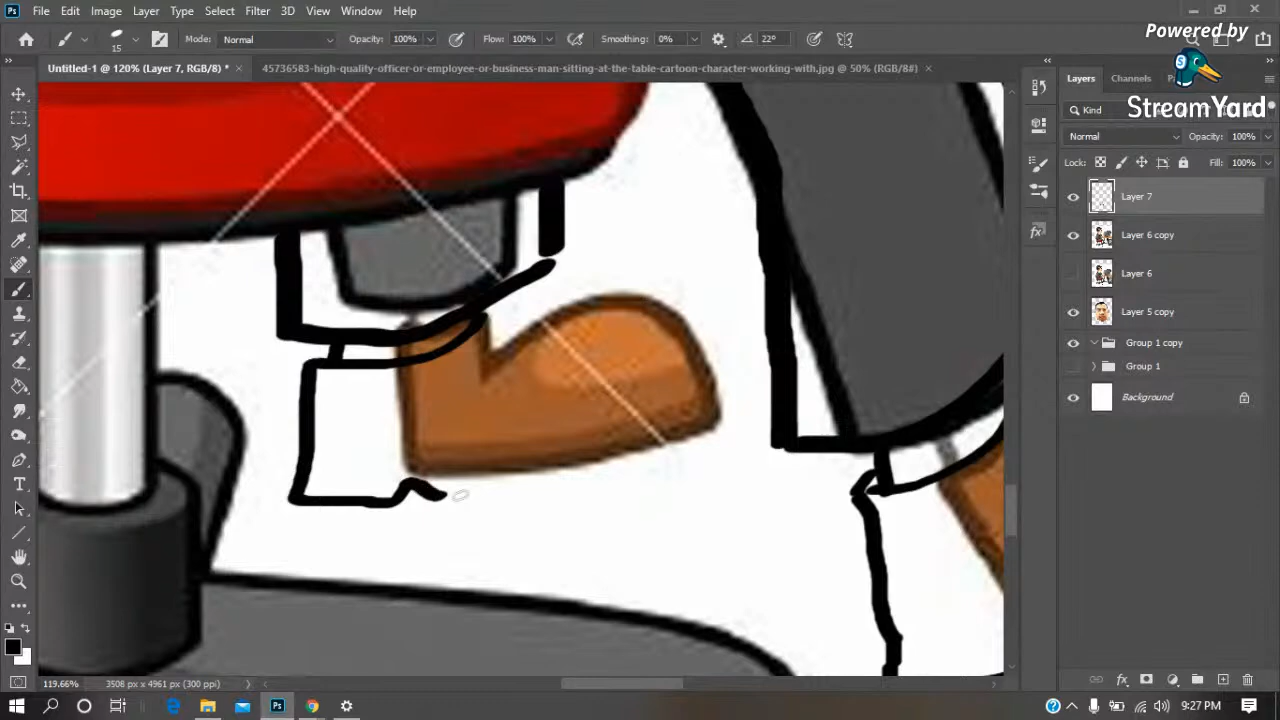 Ps File Edit Image Layer Type Select Filter 3D View Window Help
Powered by
StreamYard
15 Mode: Normal Opacity: 100% Flow: 100% Smoothing: 0% 22°
Untitled-1 @ 120% (Layer 7, RGB/8) *
45736583-high-quality-officer-or-employee-or-business-man-sitting-at-the-table-cartoon-character-working-with.jpg @ 50% (RGB/8#)
Layers Channels
Kind
Normal Opacity: 100%
Lock: Fill: 100%
Layer 7
Layer 6 copy
Layer 6
Layer 5 copy
Group 1 copy
Group 1
Background
119.66% 3508 px x 4961 px (300 ppi)
9:27 PM